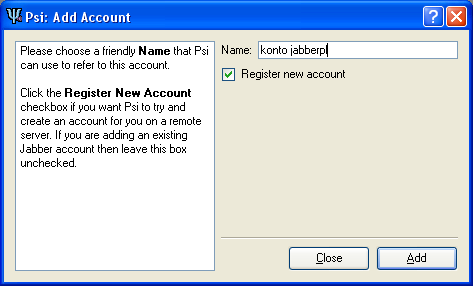 Psi: Add Account
Please choose a friendly Name that Psi
can use to refer to this account.
Click the Register New Account
checkbox if you want Psi to try and
create an account for you on a remote
server. If you are adding an existing
Jabber account then leave this box
unchecked.
Name: konto jabberpl
Register new account
Close
Add